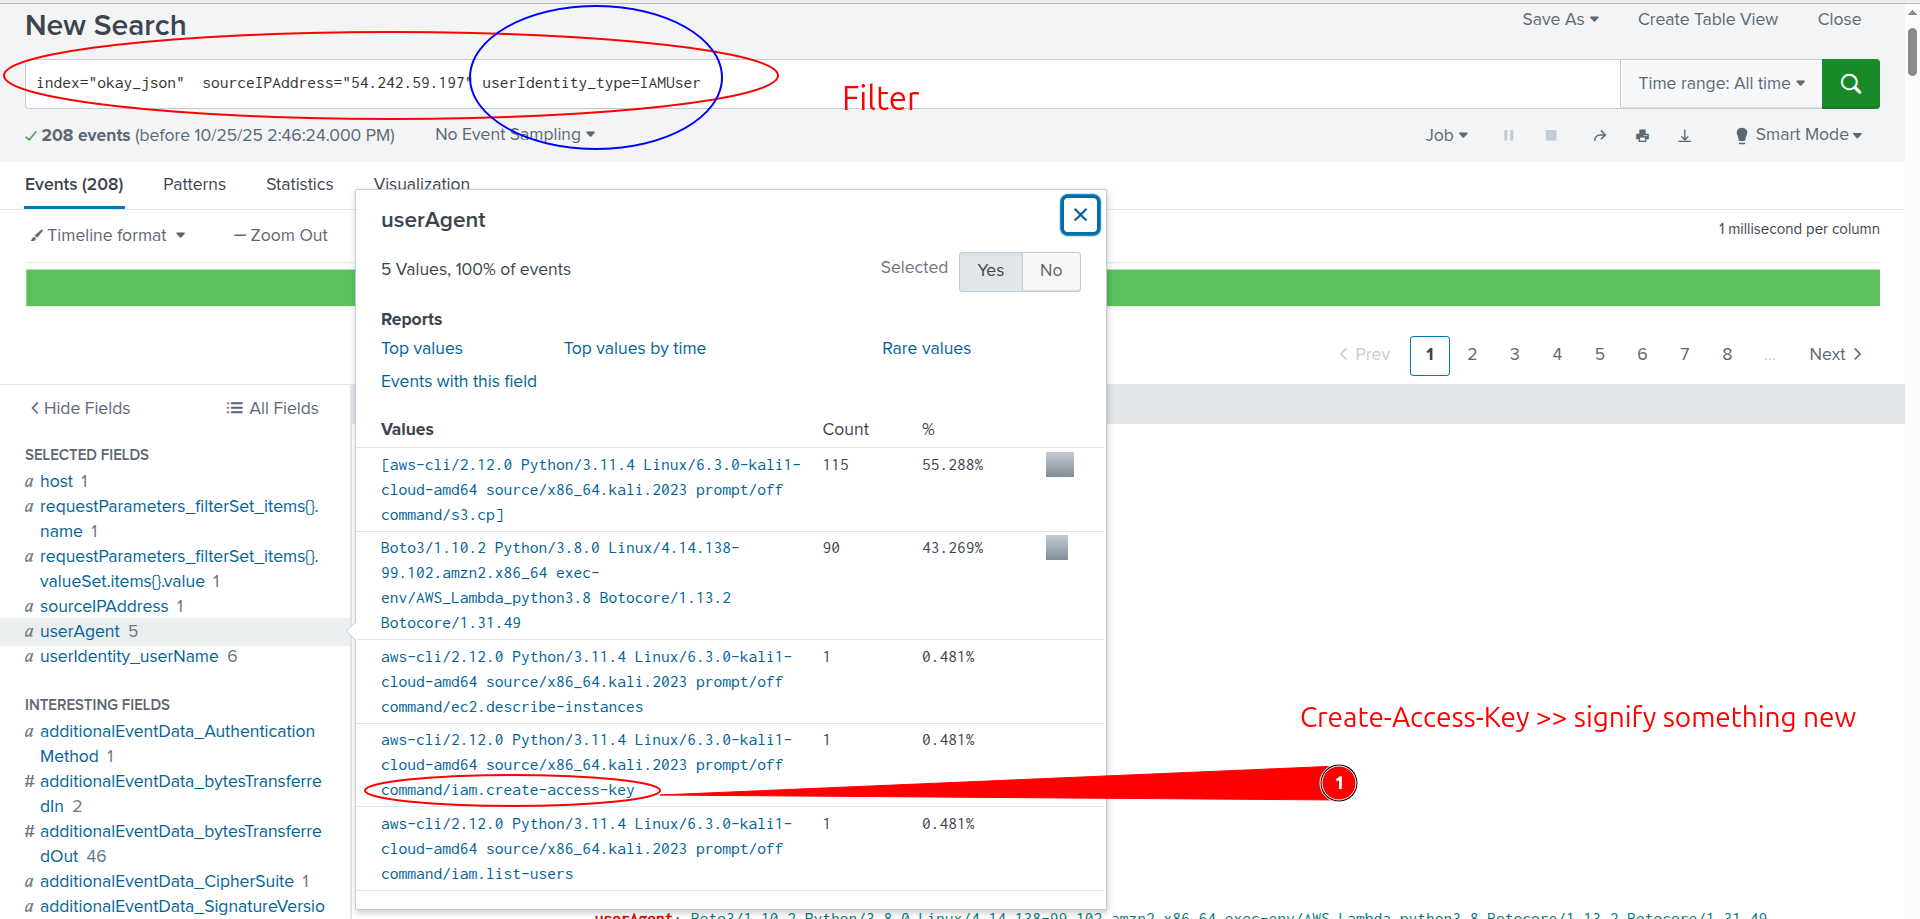 New Search
Save As
Create Table View
Close
index="okay_json"  sourceIPAddress="54.242.59.197" userIdentity_type=IAMUser
Filter
Time range: All time
208 events (before 10/25/25 2:46:24.000 PM)
No Event Sampling
Job
Smart Mode
Events (208)
Patterns
Statistics
Visualization
Timeline format
— Zoom Out
1 millisecond per column
userAgent
5 Values, 100% of events
Selected
Yes
No
Reports
Top values
Top values by time
Rare values
Events with this field
< Prev
1
2
3
4
5
6
7
8
...
Next >
< Hide Fields
All Fields
SELECTED FIELDS
a host 1
a requestParameters_filterSet_items{}.
name 1
a requestParameters_filterSet_items{}.
valueSet.items{}.value 1
a sourceIPAddress 1
a userAgent 5
a userIdentity_userName 6
INTERESTING FIELDS
a additionalEventData_Authentication
Method 1
# additionalEventData_bytesTransferre
dIn 2
# additionalEventData_bytesTransferre
dOut 46
a additionalEventData_CipherSuite 1
a additionalEventData_SignatureVersio
Values
Count
%
[aws-cli/2.12.0 Python/3.11.4 Linux/6.3.0-kali1-
115
55.288%
cloud-amd64 source/x86_64.kali.2023 prompt/off
command/s3.cp]
Boto3/1.10.2 Python/3.8.0 Linux/4.14.138-
90
43.269%
99.102.amzn2.x86_64 exec-
env/AWS_Lambda_python3.8 Botocore/1.13.2
Botocore/1.31.49
aws-cli/2.12.0 Python/3.11.4 Linux/6.3.0-kali1-
1
0.481%
cloud-amd64 source/x86_64.kali.2023 prompt/off
command/ec2.describe-instances
aws-cli/2.12.0 Python/3.11.4 Linux/6.3.0-kali1-
1
0.481%
cloud-amd64 source/x86_64.kali.2023 prompt/off
command/iam.create-access-key
aws-cli/2.12.0 Python/3.11.4 Linux/6.3.0-kali1-
1
0.481%
cloud-amd64 source/x86_64.kali.2023 prompt/off
command/iam.list-users
Create-Access-Key >> signify something new
1
userAgent: Boto3/1.10.2 Python/3.8.0 Linux/4.14.138-99.102.amzn2.x86_64 exec-env/AWS_Lambda_python3.8 Botocore/1.13.2 Botocore/1.31.49